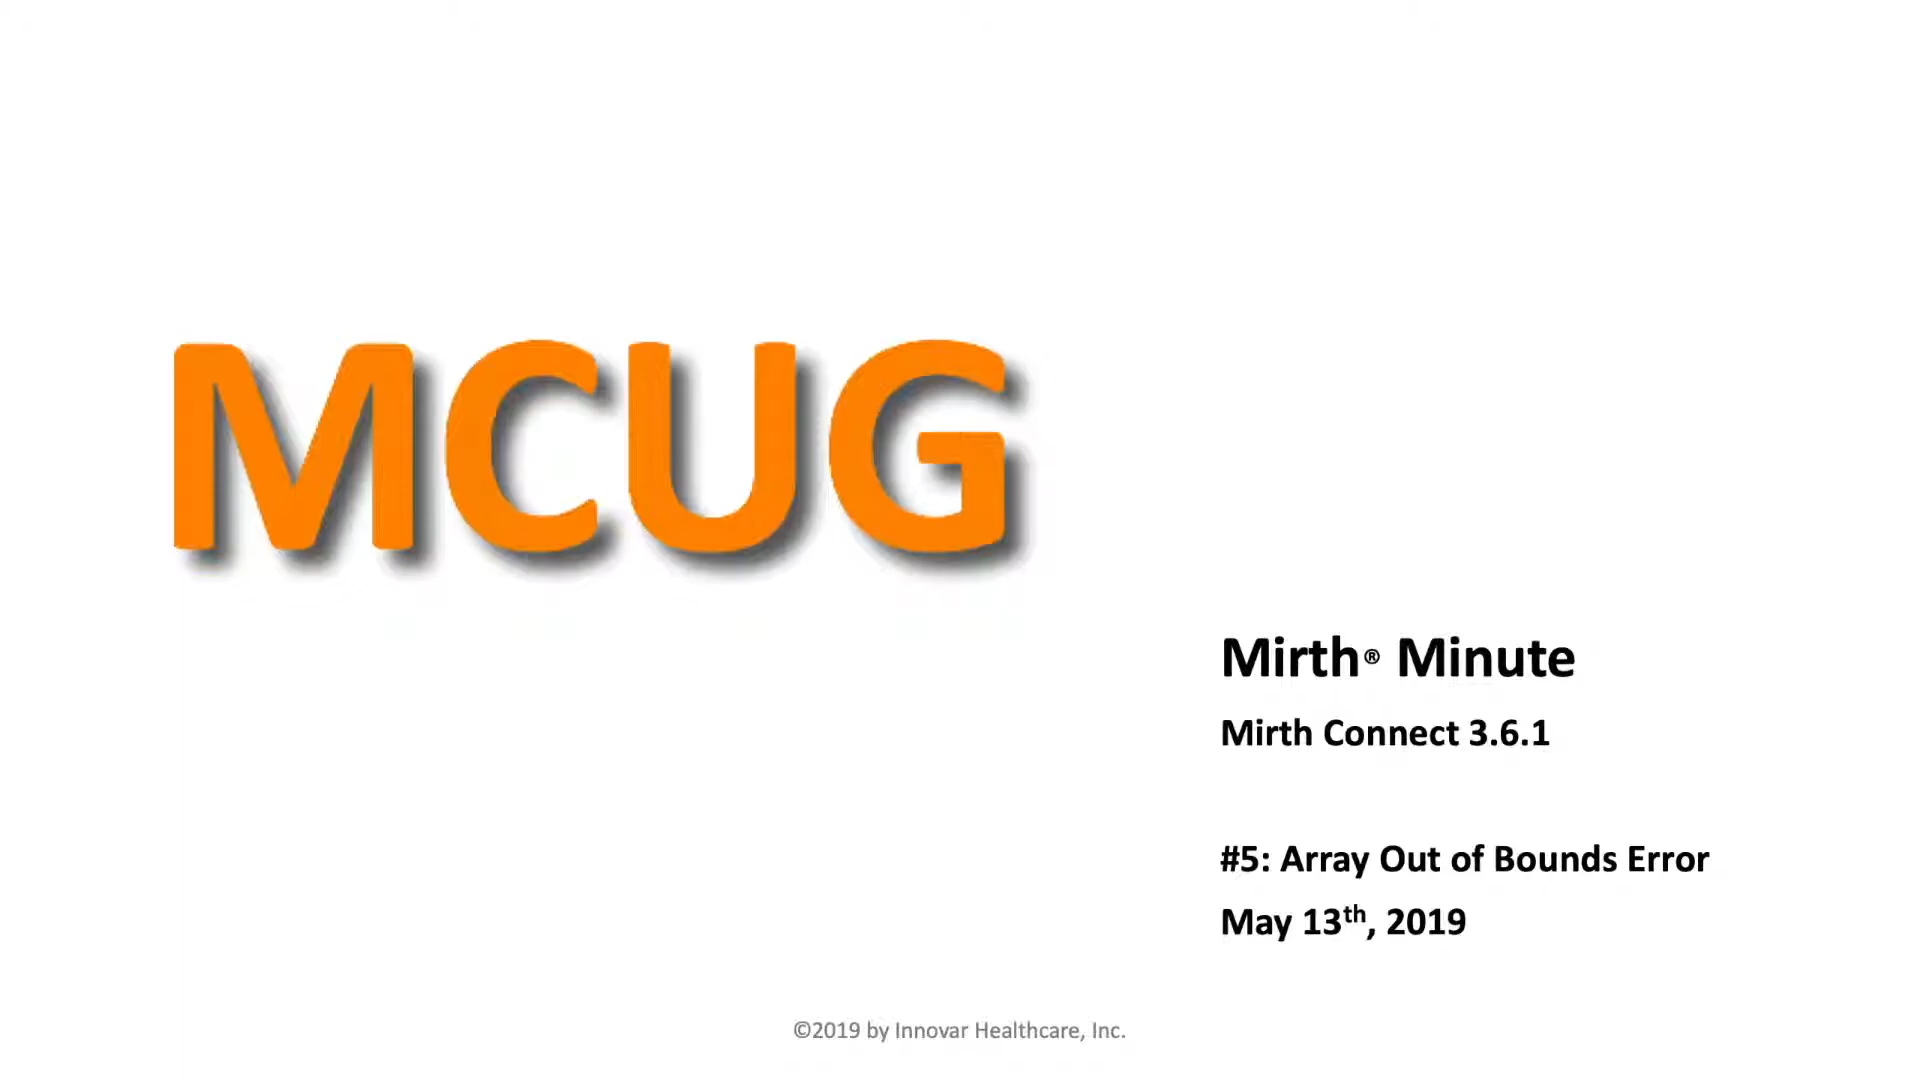 MCUG
Mirth® Minute
Mirth Connect 3.6.1
#5: Array Out of Bounds Error
May 13th, 2019
©2019 by Innovar Healthcare, Inc.